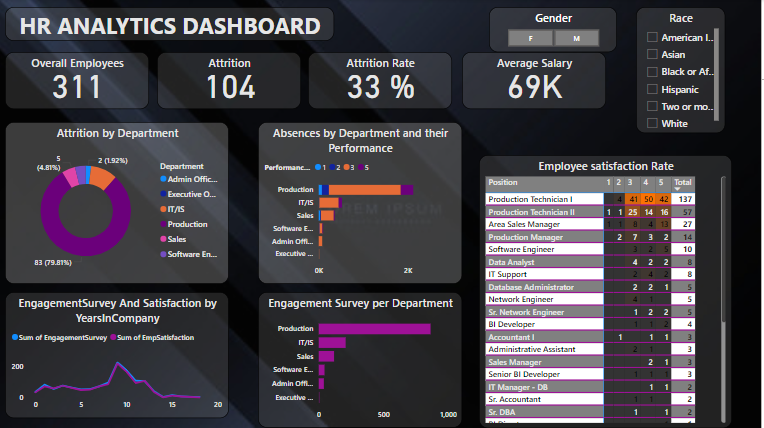 HR ANALYTICS DASHBOARD
Gender
F M
Race
American I...
Asian
Black or Af...
Hispanic
Two or mo...
White
Overall Employees
311
Attrition
104
Attrition Rate
33 %
Average Salary
69K
Attrition by Department
5
(4.81%)
2 (1.92%)
83 (79.81%)
Department
Admin Offic...
Executive O...
IT/IS
Production
Sales
Software En...
Absences by Department and their
Performance
Performanc... 1 2 3 5
Production
IT/IS
Sales
Software E...
Admin Offi...
Executive ...
0K 2K
Employee satisfaction Rate
Position 1 2 3 4 5 Total
Production Technician I 4 41 50 42 137
Production Technician II 1 1 25 14 16 57
Area Sales Manager 1 1 8 4 13 27
Production Manager 2 7 3 2 14
Software Engineer 3 2 5 10
Data Analyst 4 2 2 8
IT Support 2 4 2 8
Database Administrator 2 2 1 5
Network Engineer 4 1 5
Sr. Network Engineer 1 2 2 5
BI Developer 1 1 2 4
Accountant I 1 1 1 3
Administrative Assistant 2 1 3
Sales Manager 2 1 3
Senior BI Developer 1 1 1 3
IT Manager - DB 1 1 2
Sr. Accountant 1 1 2
Sr. DBA 1 1 2
EngagementSurvey And Satisfaction by
YearsInCompany
Sum of EngagementSurvey Sum of EmpSatisfaction
200
0
0 5 10 15 20
Engagement Survey per Department
Production
IT/IS
Sales
Software E...
Admin Offi...
Executive ...
0 500 1,000